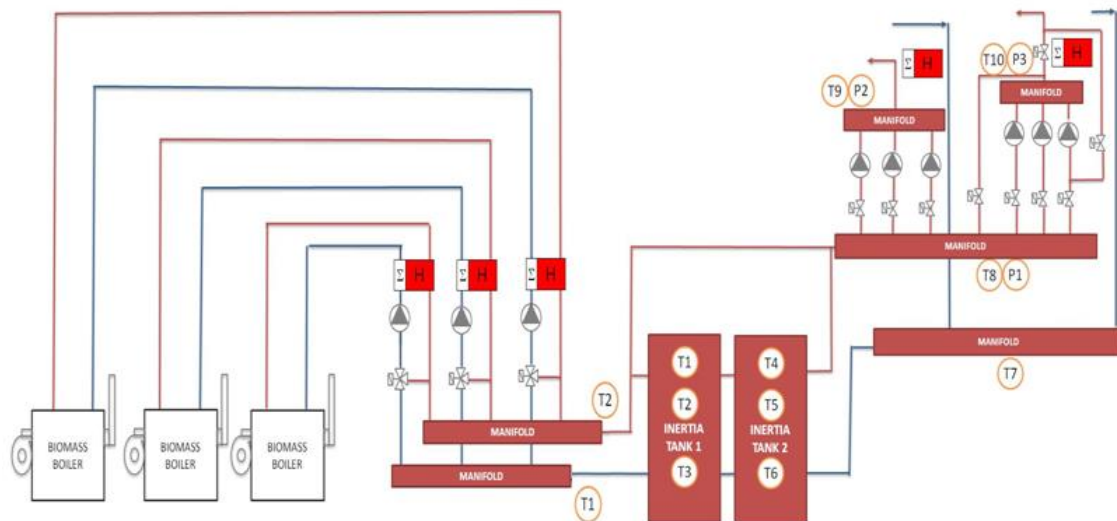 T10 P3
H
H
T9 P2
MANIFOLD
MANIFOLD
MANIFOLD
T8 P1
H
H
H
MANIFOLD
T7
T1
T4
T2
T2
T5
MANIFOLD
INERTIA
TANK 1
INERTIA
TANK 2
BIOMASS
BOILER
BIOMASS
BOILER
BIOMASS
BOILER
MANIFOLD
T3
T6
T1